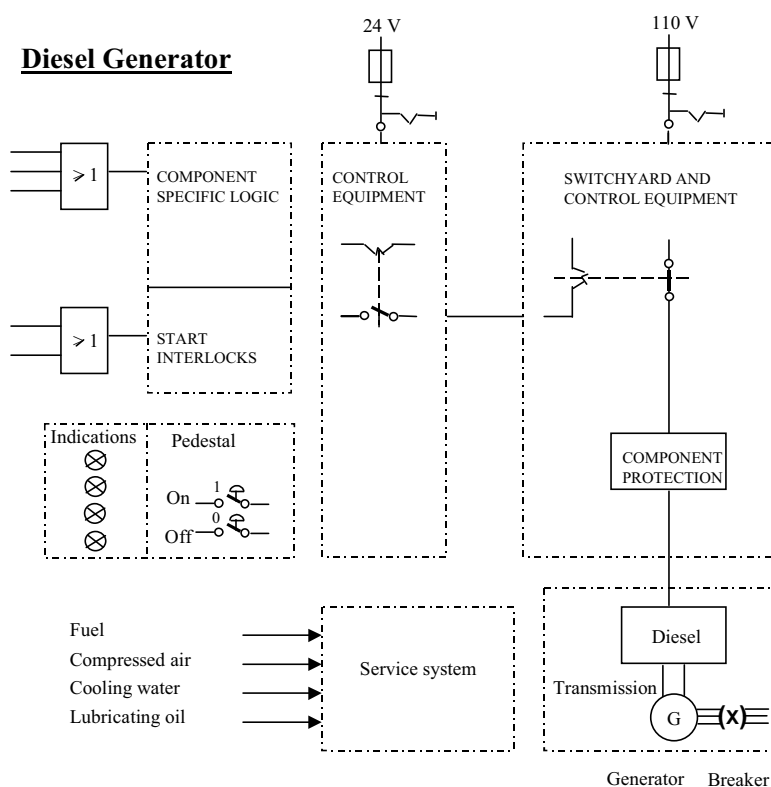 24 V
110 V
Diesel Generator
⩾ 1
COMPONENT
SPECIFIC LOGIC
CONTROL
EQUIPMENT
SWITCHYARD AND
CONTROL EQUIPMENT
⩾ 1
START
INTERLOCKS
Indications
Pedestal
On
1
Off
0
COMPONENT
PROTECTION
Fuel
Compressed air
Cooling water
Lubricating oil
Service system
Diesel
Transmission
G
(X)
Generator
Breaker